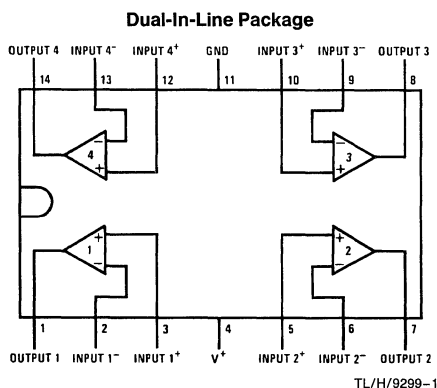 Dual-In-Line Package
OUTPUT 4 INPUT 4⁻ INPUT 4⁺ GND INPUT 3⁺ INPUT 3⁻ OUTPUT 3
14 13 12 11 10 9 8
− −
4 3
+ +
+ +
1 2
− −
1 2 3 4 5 6 7
OUTPUT 1 INPUT 1⁻ INPUT 1⁺ V⁺ INPUT 2⁺ INPUT 2⁻ OUTPUT 2
TL/H/9299–1